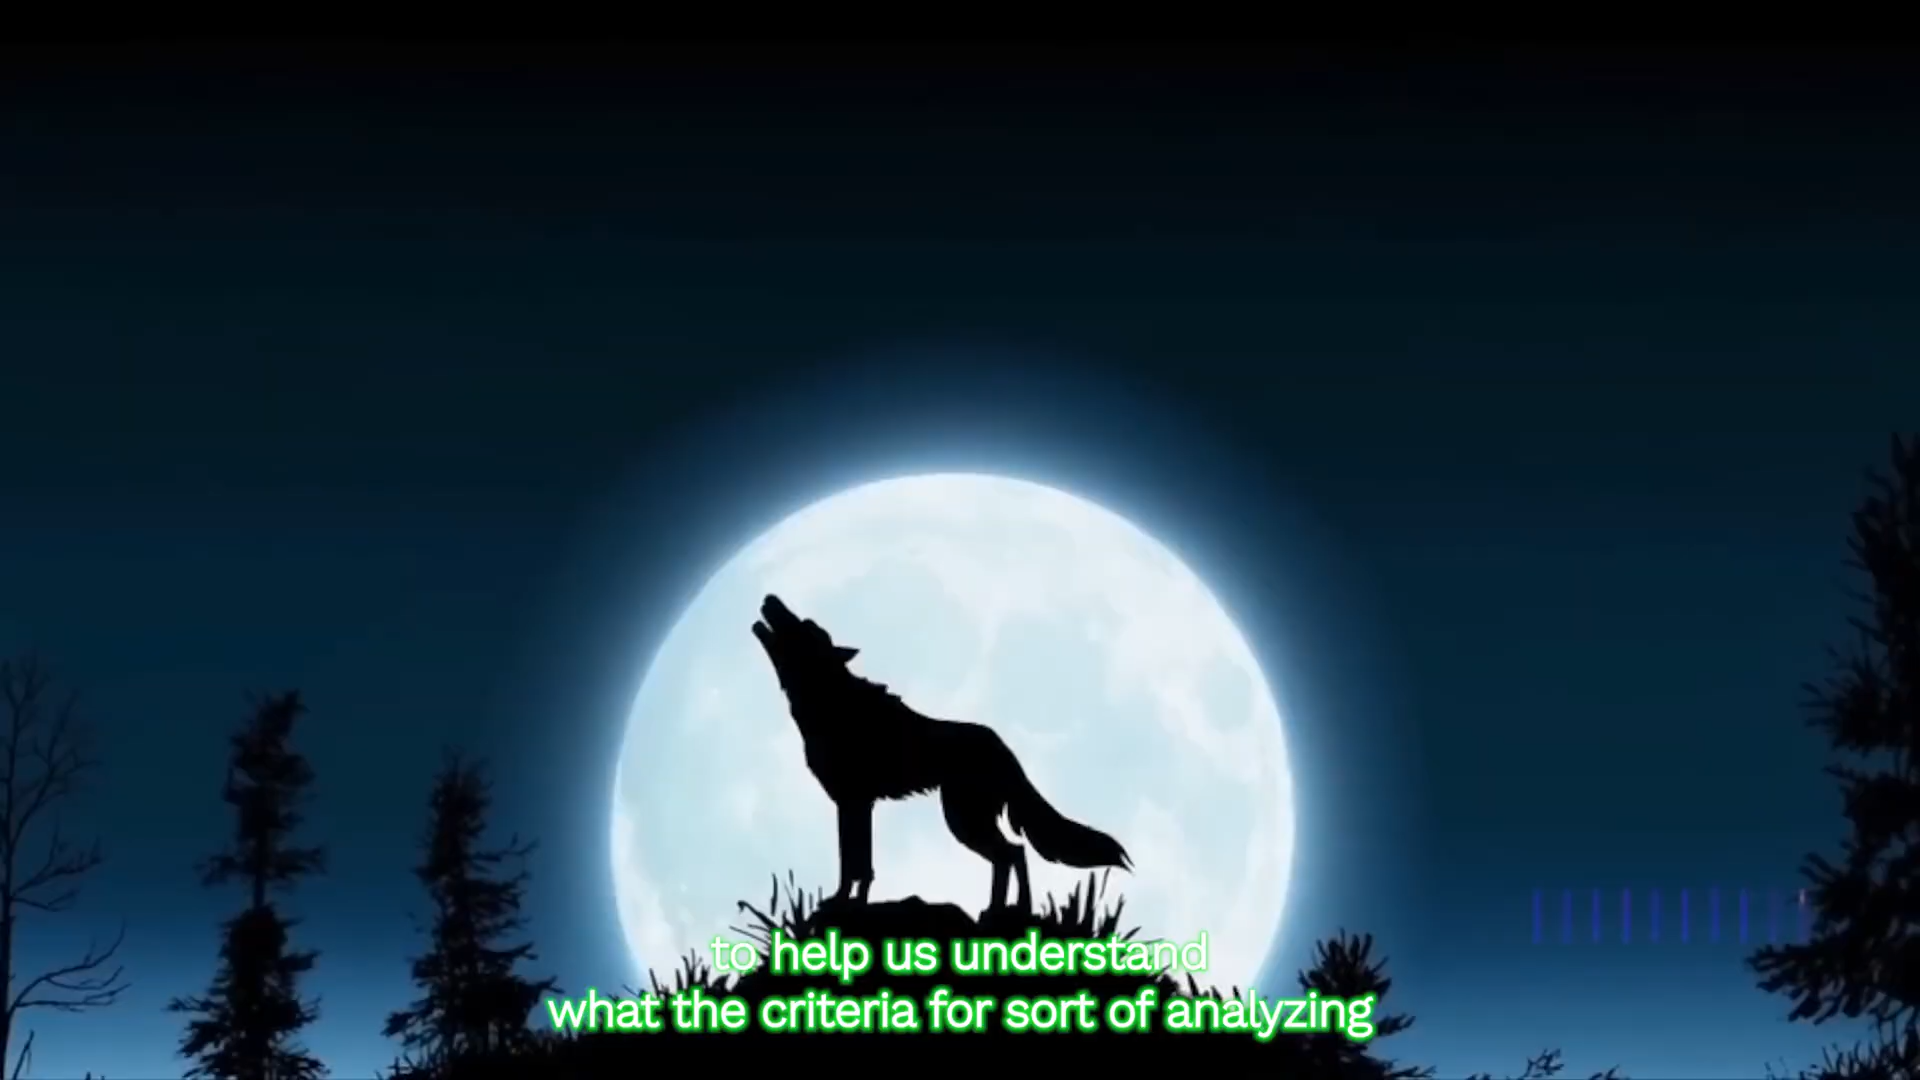 to help us understand
what the criteria for sort of analyzing